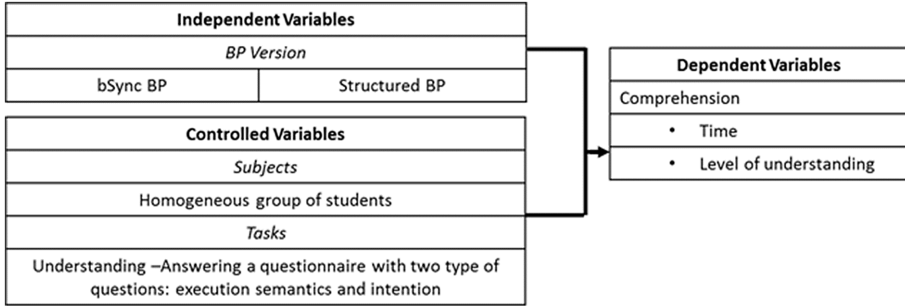 Independent Variables
BP Version
bSync BP
Structured BP
Controlled Variables
Subjects
Homogeneous group of students
Tasks
Understanding –Answering a questionnaire with two type of
questions: execution semantics and intention
Dependent Variables
Comprehension
• Time
• Level of understanding